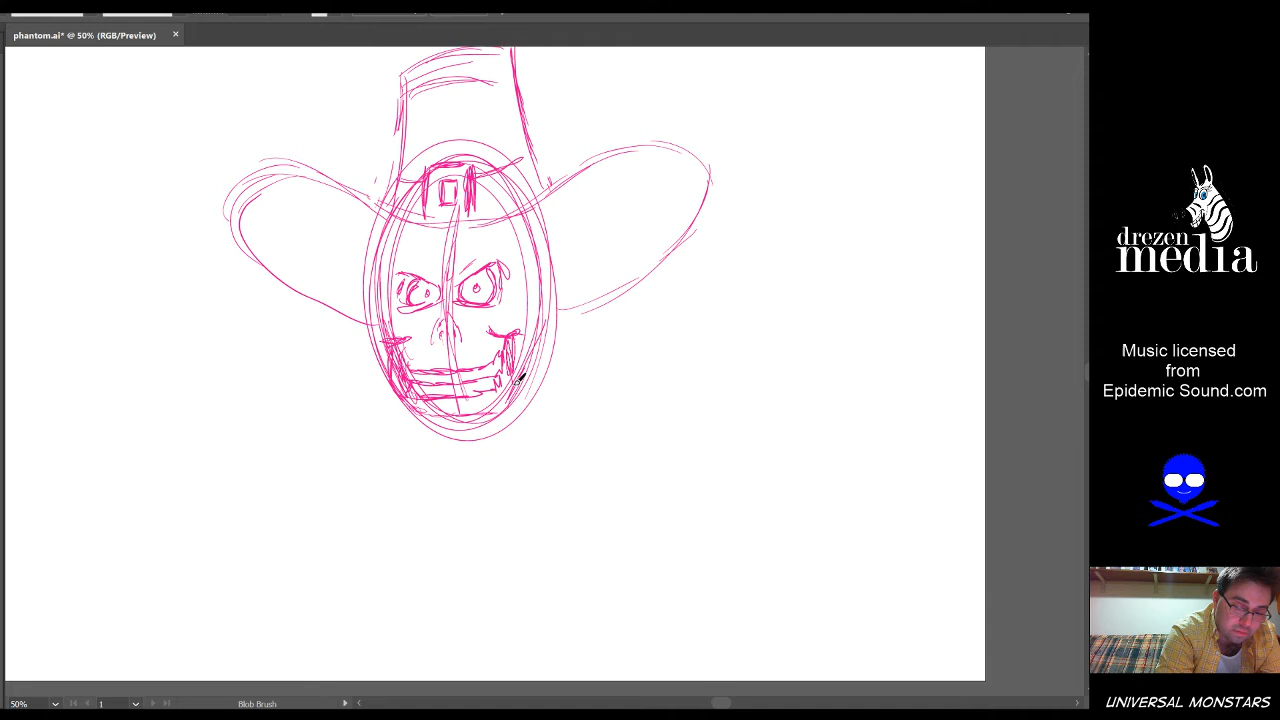 phantom.ai* @ 50% (RGB/Preview)
×
drezen
media
Music licensed
from
Epidemic Sound.com
50%
1
Blob Brush
UNIVERSAL MONSTARS